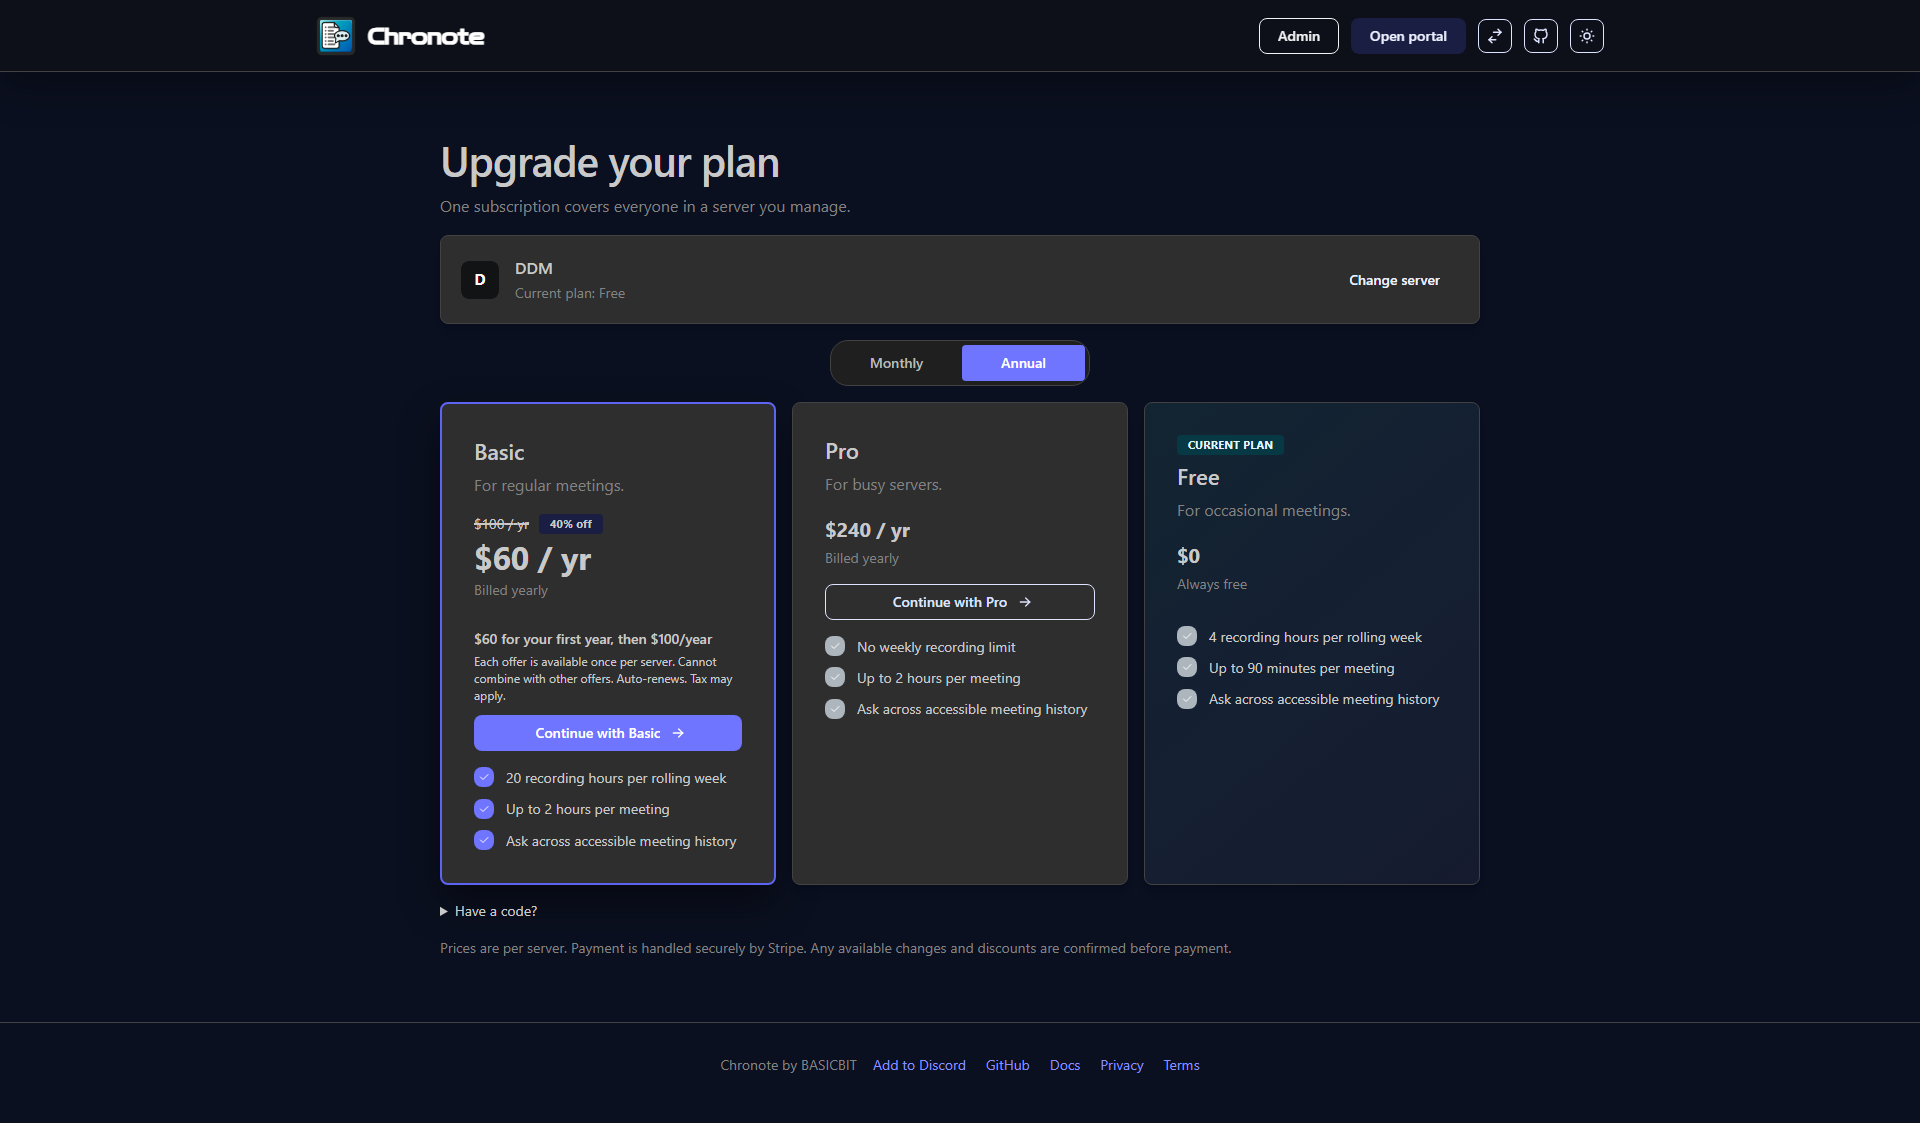 Chronote
Admin
Open portal
Upgrade your plan
One subscription covers everyone in a server you manage.
D
DDM
Current plan: Free
Change server
Monthly
Annual
Basic
For regular meetings.
$100 / yr
40% off
$60 / yr
Billed yearly
$60 for your first year, then $100/year
Each offer is available once per server. Cannot
combine with other offers. Auto-renews. Tax may
apply.
Continue with Basic →
20 recording hours per rolling week
Up to 2 hours per meeting
Ask across accessible meeting history
Pro
For busy servers.
$240 / yr
Billed yearly
Continue with Pro →
No weekly recording limit
Up to 2 hours per meeting
Ask across accessible meeting history
CURRENT PLAN
Free
For occasional meetings.
$0
Always free
4 recording hours per rolling week
Up to 90 minutes per meeting
Ask across accessible meeting history
Have a code?
Prices are per server. Payment is handled securely by Stripe. Any available changes and discounts are confirmed before payment.
Chronote by BASICBIT
Add to Discord
GitHub
Docs
Privacy
Terms